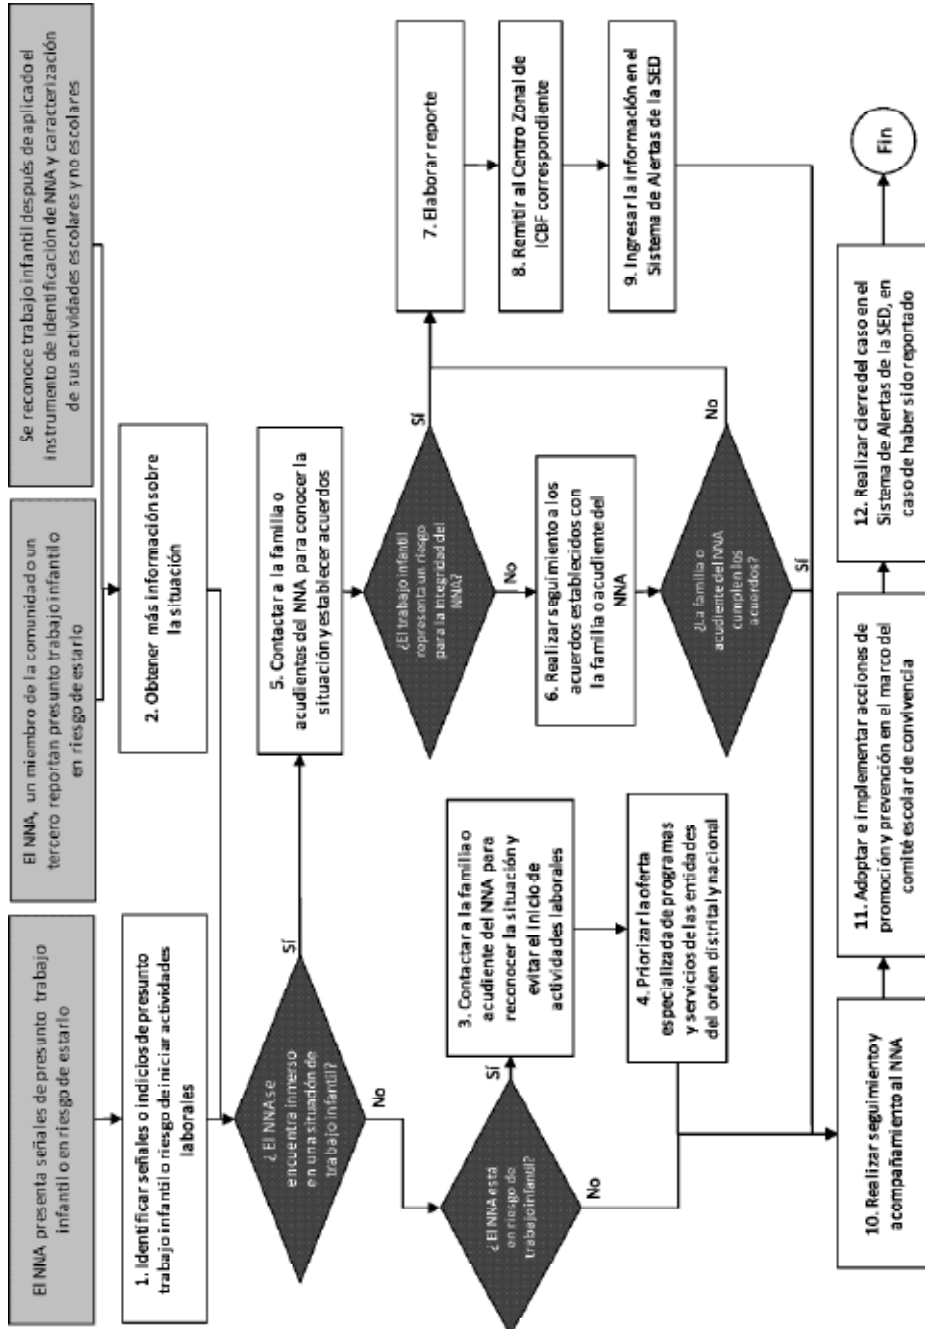 El NNA presenta señales de presunto trabajo
infantil o en riesgo de estarlo
El NNA, un miembro de la comunidad o un
tercero reportan presunto trabajo infantil o
en riesgo de estarlo
Se reconoce trabajo infantil después de aplicado el
instrumento de identificación de NNA y caracterización
de sus actividades escolares y no escolares
1. Identificar señales o indicios de presunto
trabajo infantil o riesgo de iniciar actividades
laborales
2. Obtener más información sobre
la situación
¿El NNA se
encuentra inmerso
en una situación de
trabajo infantil?
Sí
No
5. Contactar a la familia o
acudientes del NNA para conocer la
situación y establecer acuerdos
¿El NNA está
en riesgo de
trabajo infantil?
Sí
No
3. Contactar a la familia o
acudiente del NNA para
reconocer la situación y
evitar el inicio de
actividades laborales
4. Priorizar la oferta
especializada de programas
y servicios de las entidades
del orden distrital y nacional
¿El trabajo infantil
representa un riesgo
para la integridad del
NNA?
Sí
No
6. Realizar seguimiento a los
acuerdos establecidos con
la familia o acudiente del
NNA
¿La familia o
acudiente del NNA
cumplen los
acuerdos?
No
Sí
7. Elaborar reporte
8. Remitir al Centro Zonal de
ICBF correspondiente
9. Ingresar la información en el
Sistema de Alertas de la SED
10. Realizar seguimiento y
acompañamiento al NNA
11. Adoptar e implementar acciones de
promoción y prevención en el marco del
comité escolar de convivencia
12. Realizar cierre del caso en el
Sistema de Alertas de la SED, en
caso de haber sido reportado
Fin